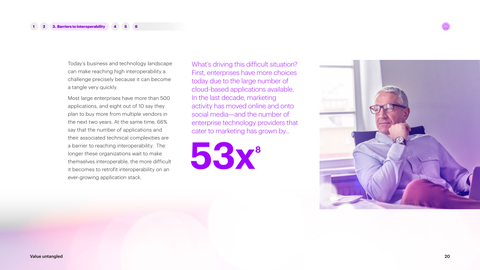 1 2 3. Barriers to interoperability 4 5 6
Today's business and technology landscape
can make reaching high interoperability a
challenge precisely because it can become
a tangle very quickly.
Most large enterprises have more than 500
applications, and eight out of 10 say they
plan to buy more from multiple vendors in
the next two years. At the same time, 66%
say that the number of applications and
their associated technical complexities are
a barrier to reaching interoperability. The
longer these organizations wait to make
themselves interoperable, the more difficult
it becomes to retrofit interoperability on an
ever-growing application stack.
What's driving this difficult situation?
First, enterprises have more choices
today due to the large number of
cloud-based applications available.
In the last decade, marketing
activity has moved online and onto
social media—and the number of
enterprise technology providers that
cater to marketing has grown by...
53x8
Value untangled
20